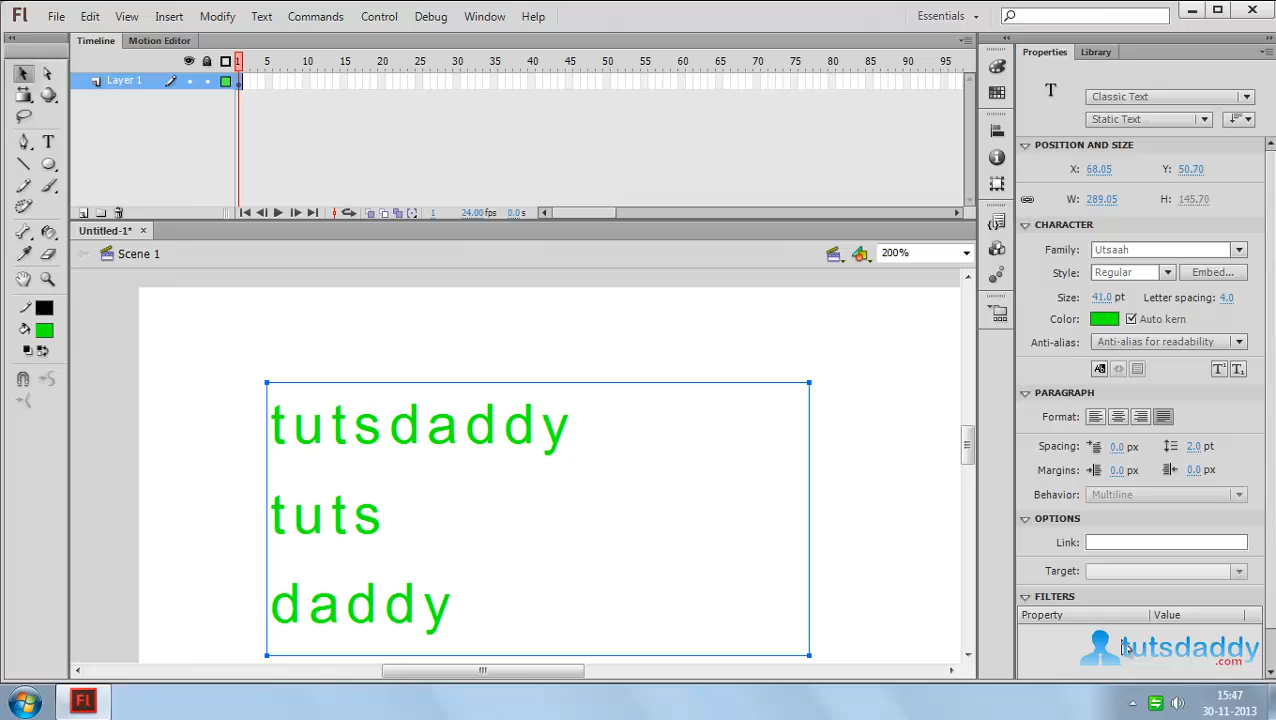 Fl File Edit View Insert Modify Text Commands Control Debug Window Help Essentials
Timeline Motion Editor
1 5 10 15 20 25 30 35 40 45 50 55 60 65 70 75 80 85 90 95
Layer 1
1 24.00 fps 0.0 s
Untitled-1* ×
Scene 1 200%
tutsdaddy
tuts
daddy
Properties Library
T Classic Text
Static Text
POSITION AND SIZE
X: 68.05 Y: 50.70
W: 289.05 H: 145.70
CHARACTER
Family: Utsaah
Style: Regular Embed...
Size: 41.0 pt Letter spacing: 4.0
Color: Auto kern
Anti-alias: Anti-alias for readability
PARAGRAPH
Format:
Spacing: 0.0 px 2.0 pt
Margins: 0.0 px 0.0 px
Behavior: Multiline
OPTIONS
Link:
Target:
FILTERS
Property Value
tutsdaddy
.com
Fl
15:47
30-11-2013